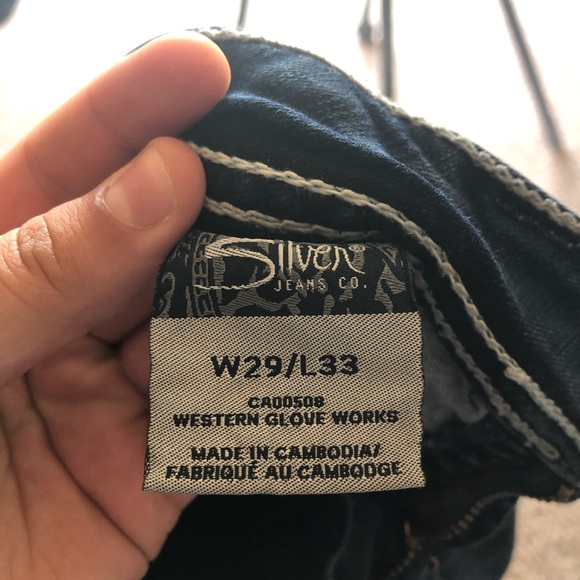 Silver
JEANS CO.
W29/L33
CA00508
WESTERN GLOVE WORKS
MADE IN CAMBODIA/
FABRIQUÉ AU CAMBODGE